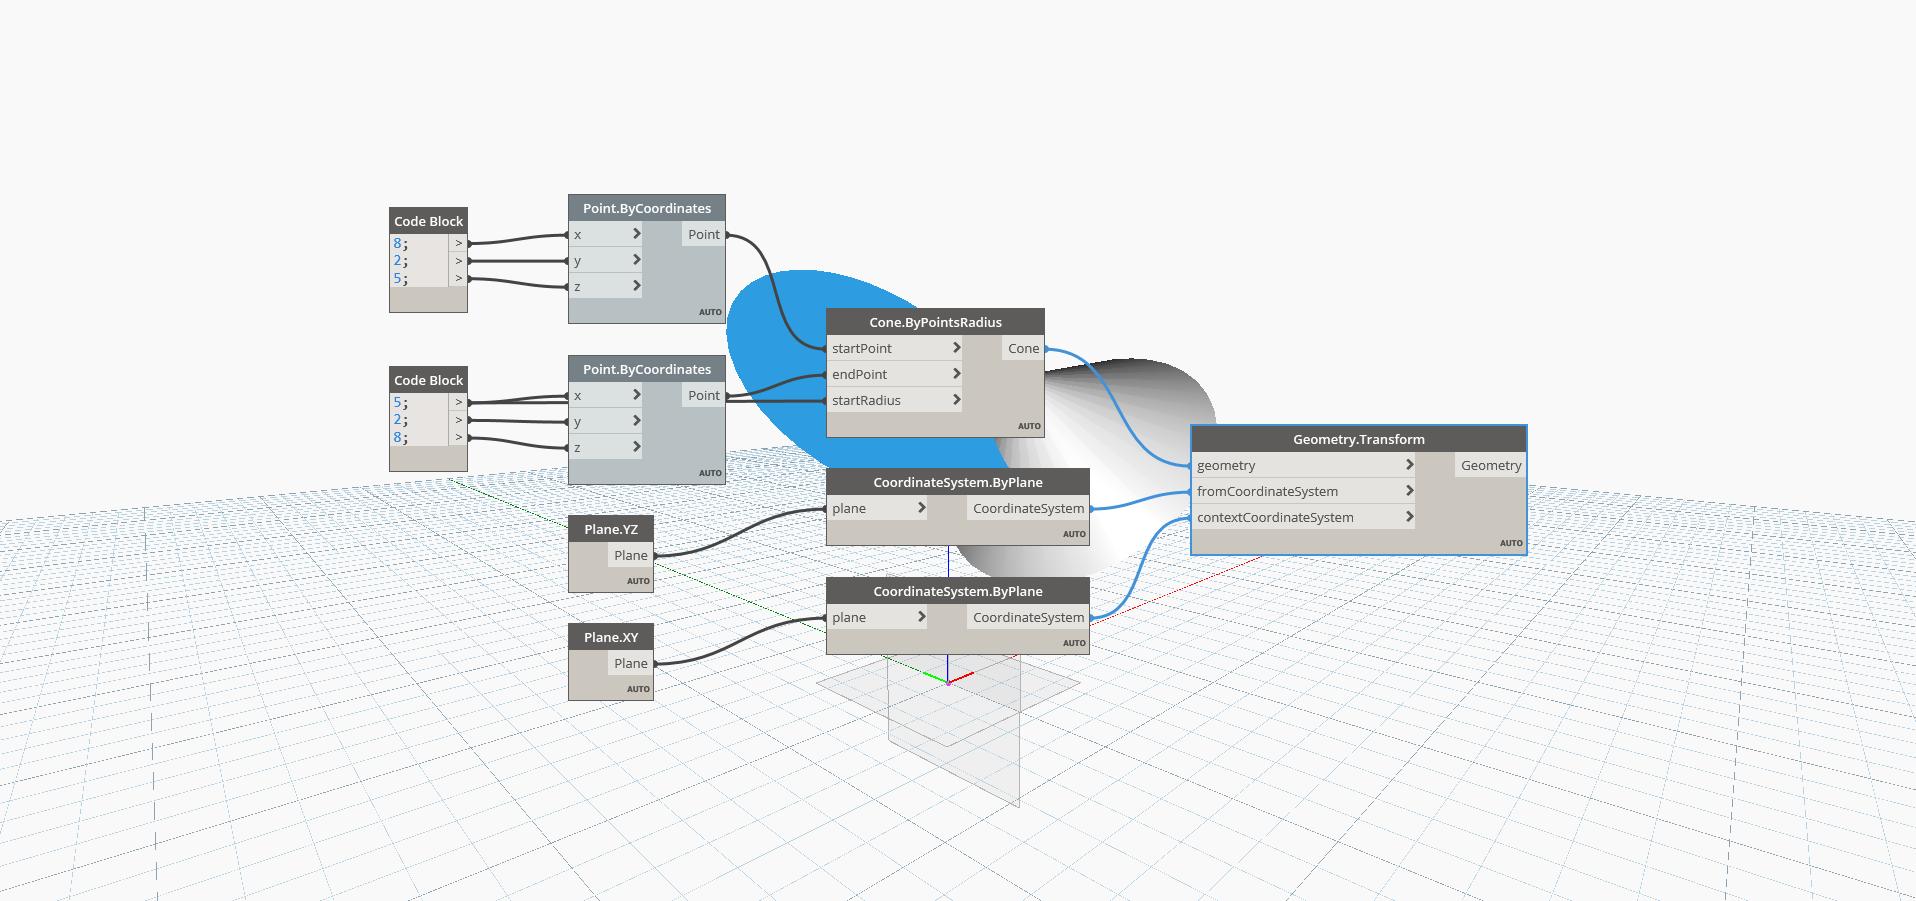 Code Block
8; >
2; >
5; >
Point.ByCoordinates
x > Point
y >
z >
AUTO
Code Block
5; >
2; >
8; >
Point.ByCoordinates
x > Point
y >
z >
AUTO
Cone.ByPointsRadius
startPoint > Cone
endPoint >
startRadius >
AUTO
Plane.YZ
Plane
AUTO
Plane.XY
Plane
AUTO
CoordinateSystem.ByPlane
plane > CoordinateSystem
AUTO
CoordinateSystem.ByPlane
plane > CoordinateSystem
AUTO
Geometry.Transform
geometry > Geometry
fromCoordinateSystem >
contextCoordinateSystem >
AUTO